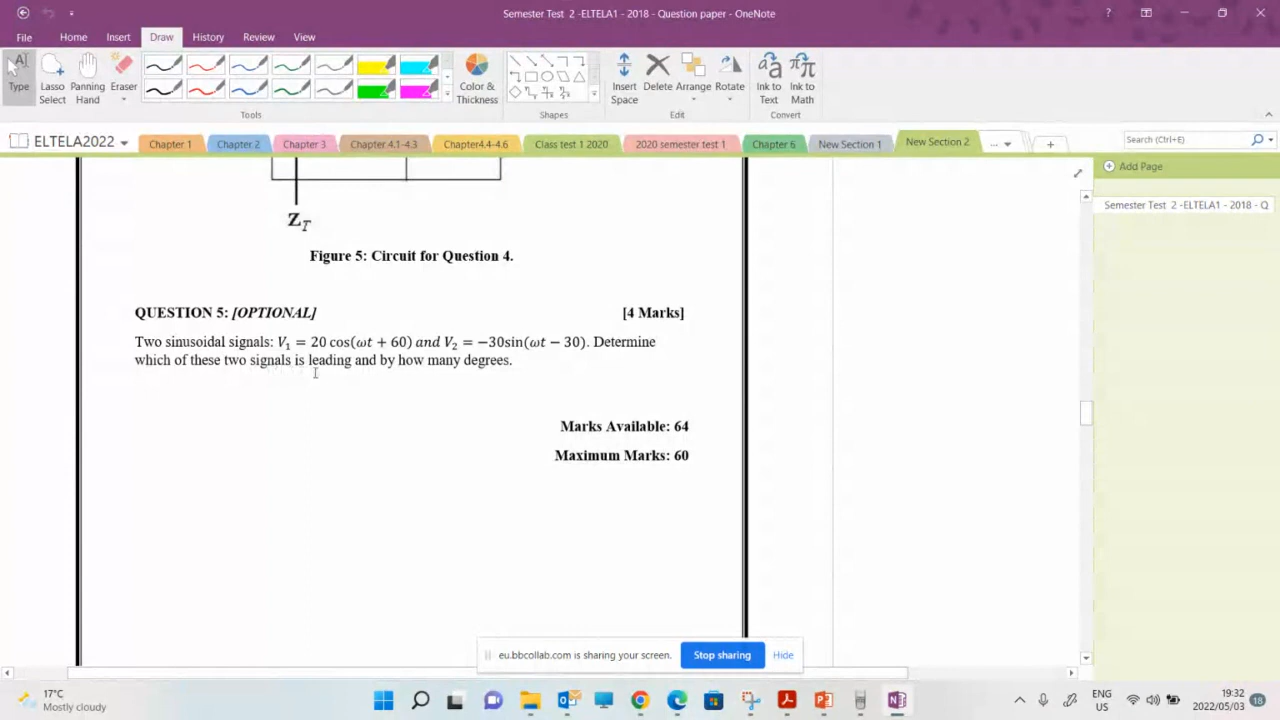 Semester Test 2 -ELTELA1 - 2018 - Question paper - OneNote
File Home Insert Draw History Review View
Type Lasso Select Panning Hand Eraser Color & Thickness Insert Space Delete Arrange Rotate Ink to Text Ink to Math
Tools Shapes Edit Convert
ELTELA2022 Chapter 1 Chapter 2 Chapter 3 Chapter 4.1-4.3 Chapter4.4-4.6 Class test 1 2020 2020 semester test 1 Chapter 6 New Section 1 New Section 2 ... Search (Ctrl+E)
Add Page
Semester Test 2 -ELTELA1 - 2018 - Q
Z_T
Figure 5: Circuit for Question 4.
QUESTION 5: [OPTIONAL] [4 Marks]
Two sinusoidal signals: V₁ = 20 cos(ωt + 60) and V₂ = −30sin(ωt − 30). Determine
which of these two signals is leading and by how many degrees.
Marks Available: 64
Maximum Marks: 60
eu.bbcollab.com is sharing your screen. Stop sharing Hide
17°C
Mostly cloudy
ENG
US
19:32
2022/05/03
18